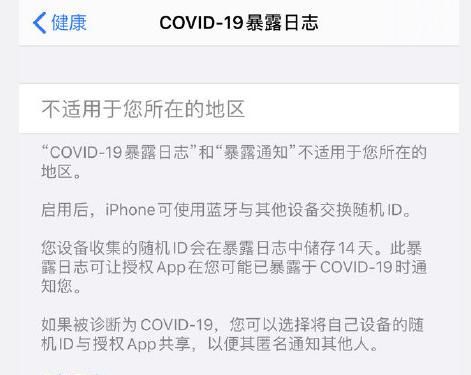 健康
COVID-19暴露日志
不适用于您所在的地区
“COVID-19暴露日志”和“暴露通知”不适用于您所在的
地区。
启用后，iPhone可使用蓝牙与其他设备交换随机ID。
您设备收集的随机ID会在暴露日志中储存14天。此暴
露日志可让授权App在您可能已暴露于COVID-19时通
知您。
如果被诊断为COVID-19，您可以选择将自己设备的随
机ID与授权App共享，以便其匿名通知其他人。